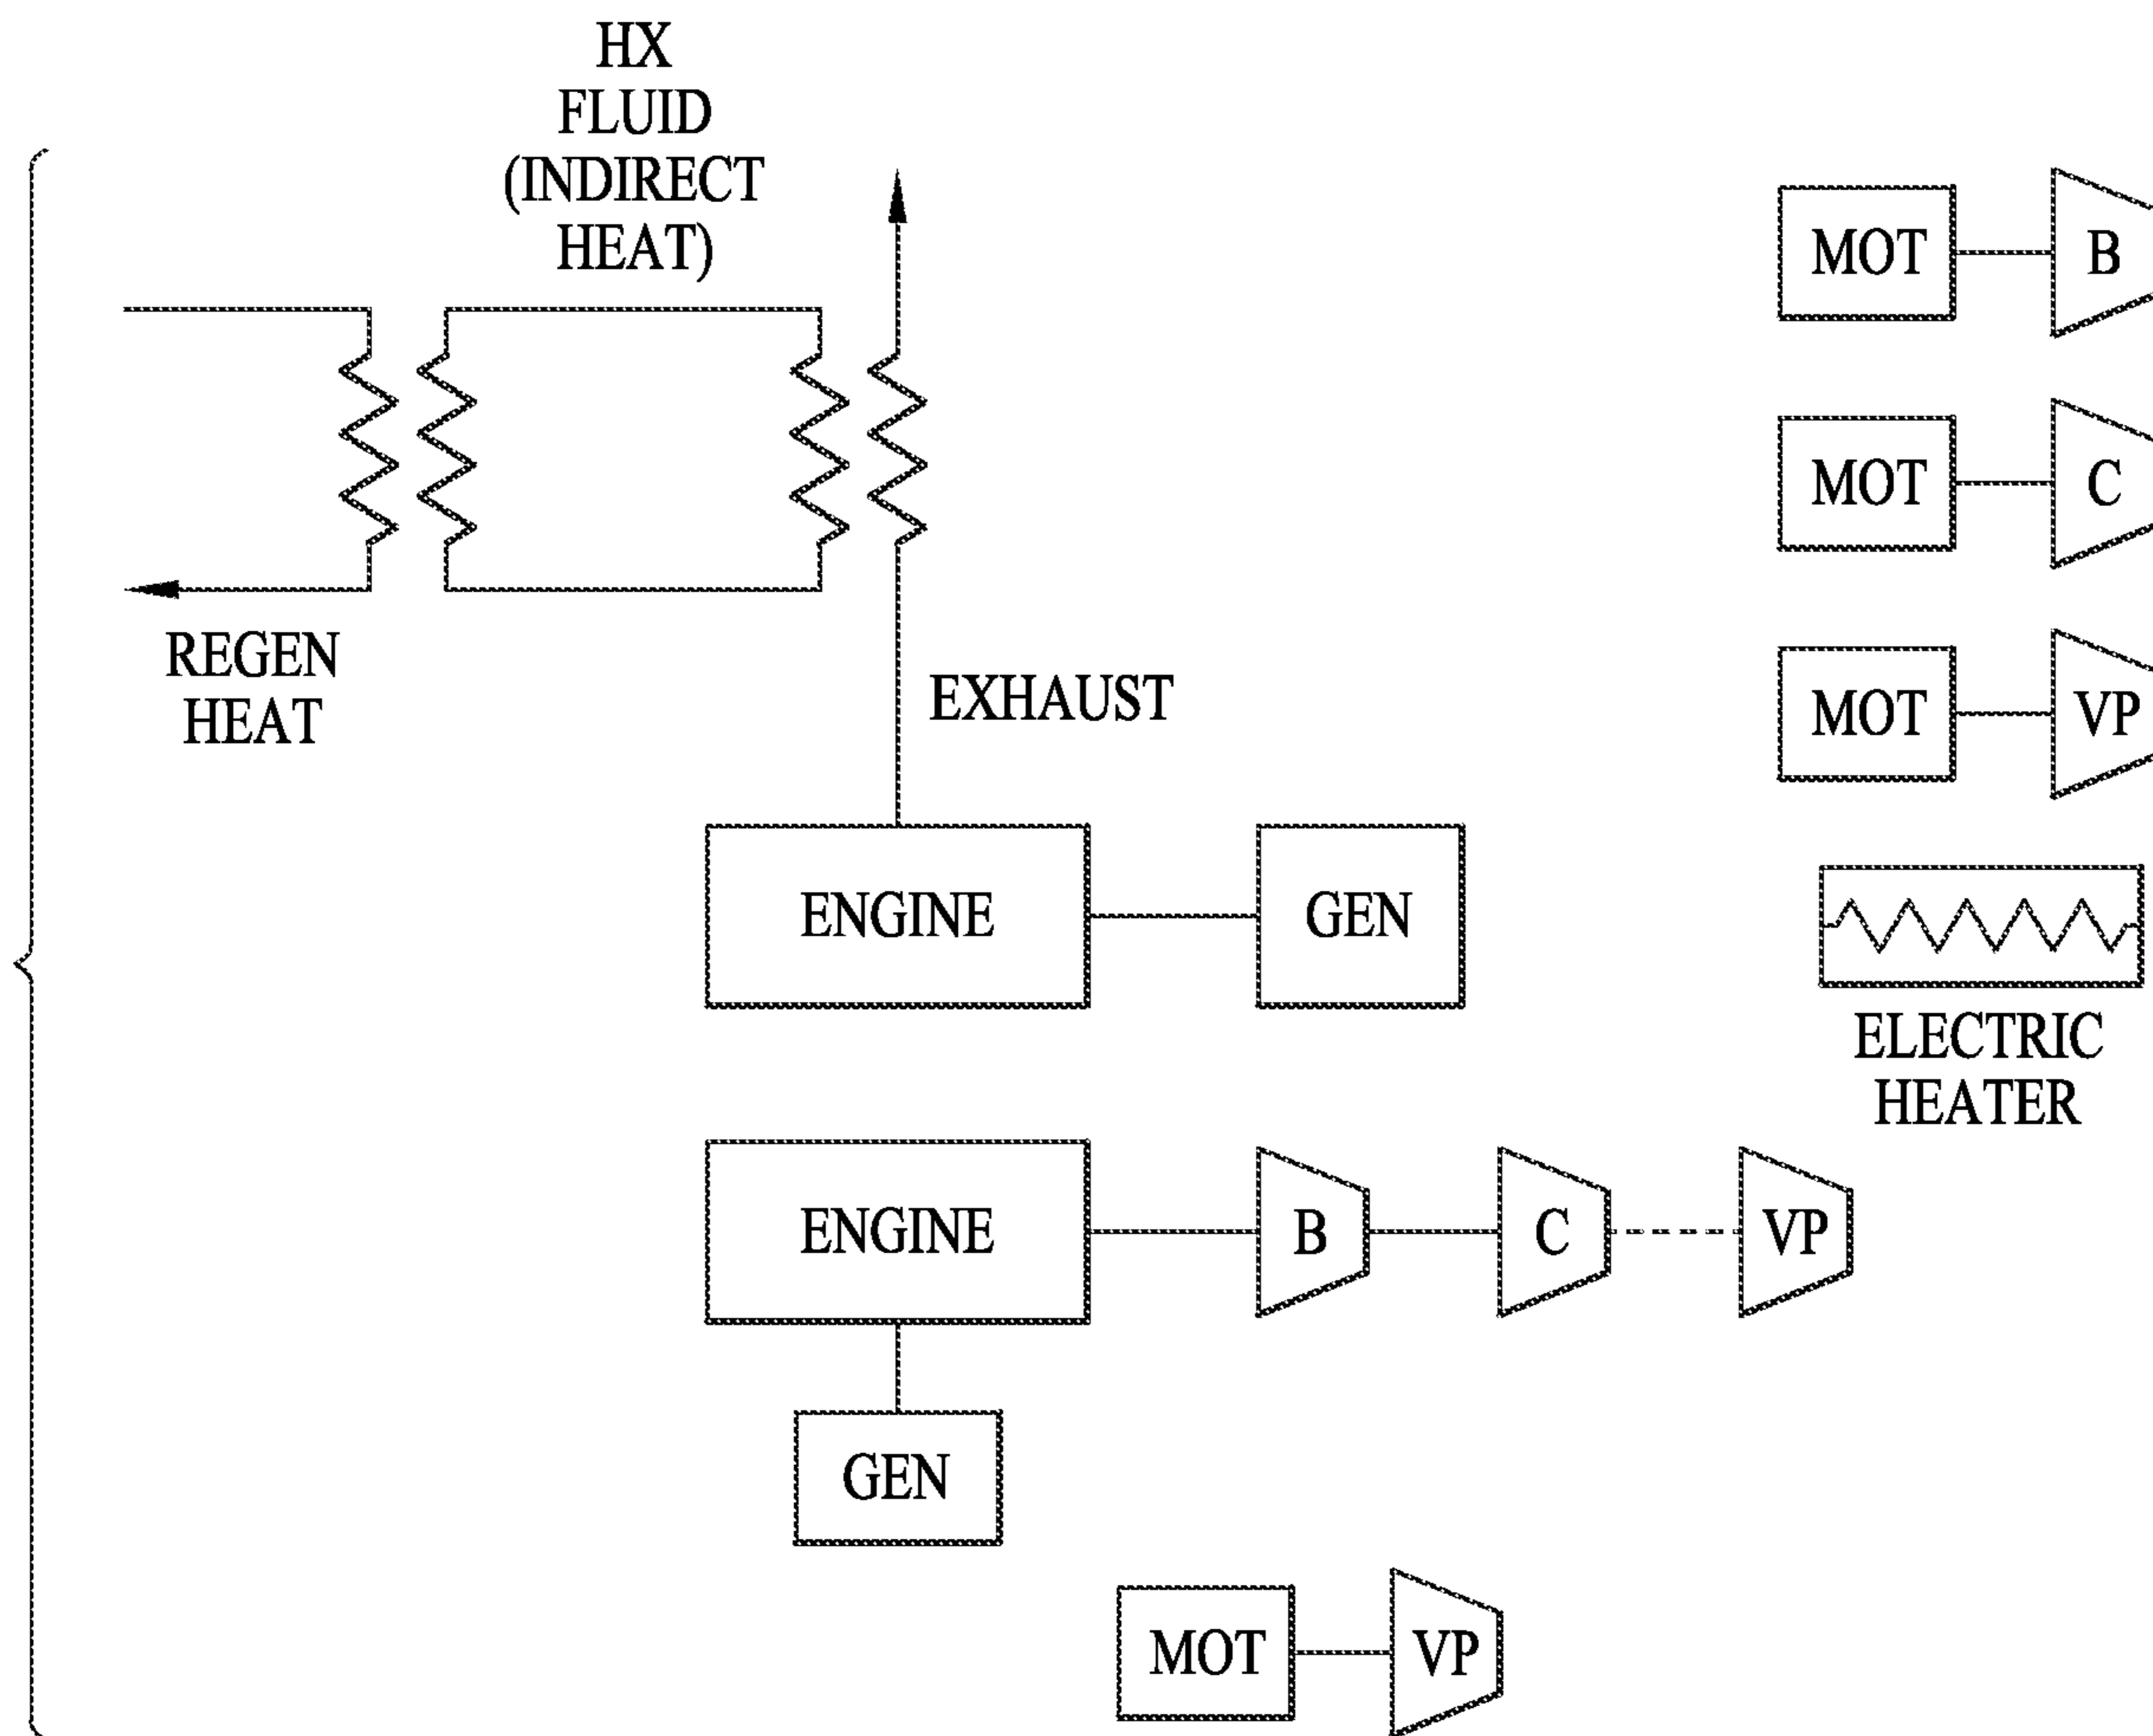 HX
FLUID
(INDIRECT
HEAT)
MOT
B
MOT
C
REGEN
HEAT
EXHAUST
MOT
VP
ENGINE
GEN
ELECTRIC
HEATER
ENGINE
B
C
VP
GEN
MOT
VP